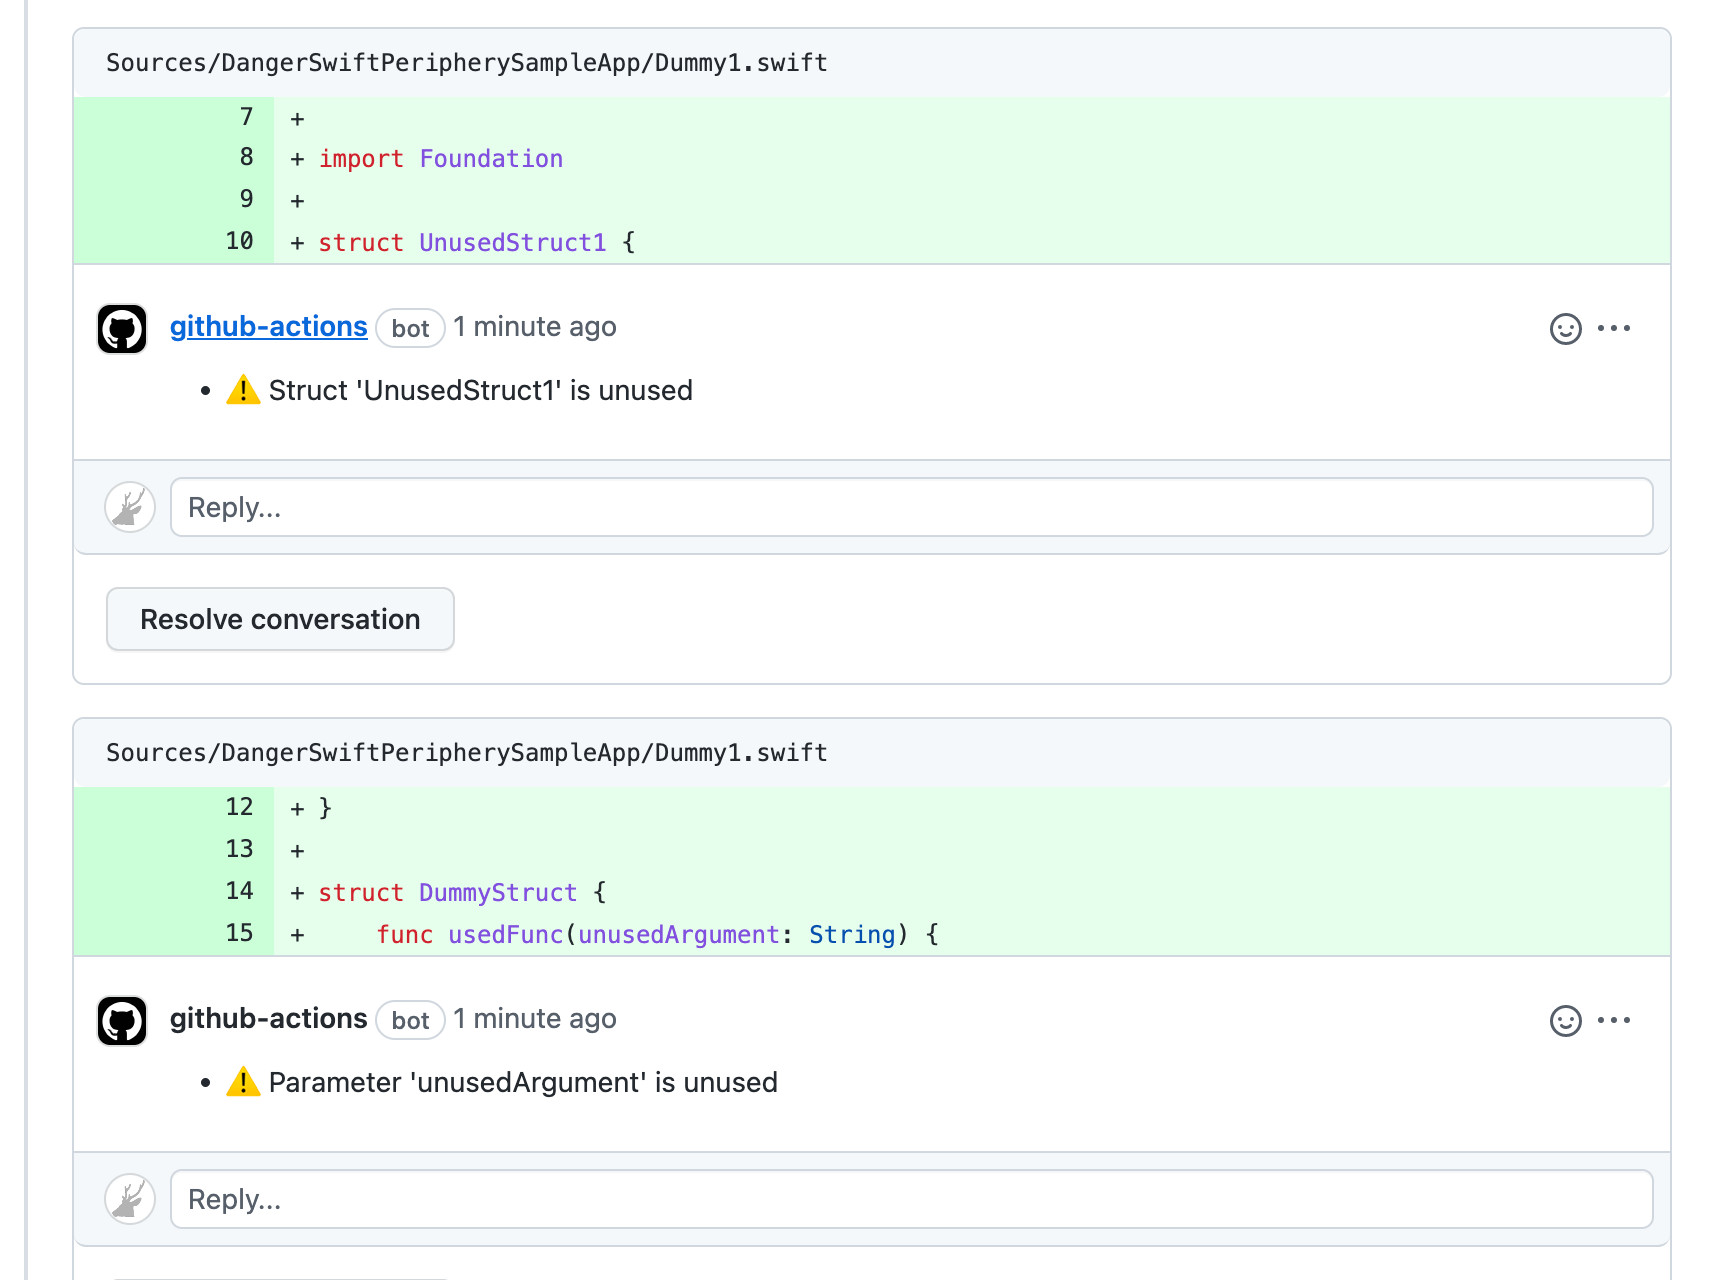 Sources/DangerSwiftPeripherySampleApp/Dummy1.swift
7 +
8 + import Foundation
9 +
10 + struct UnusedStruct1 {
github-actions bot 1 minute ago
• ⚠️ Struct 'UnusedStruct1' is unused
Reply...
Resolve conversation
Sources/DangerSwiftPeripherySampleApp/Dummy1.swift
12 + }
13 +
14 + struct DummyStruct {
15 +     func usedFunc(unusedArgument: String) {
github-actions bot 1 minute ago
• ⚠️ Parameter 'unusedArgument' is unused
Reply...